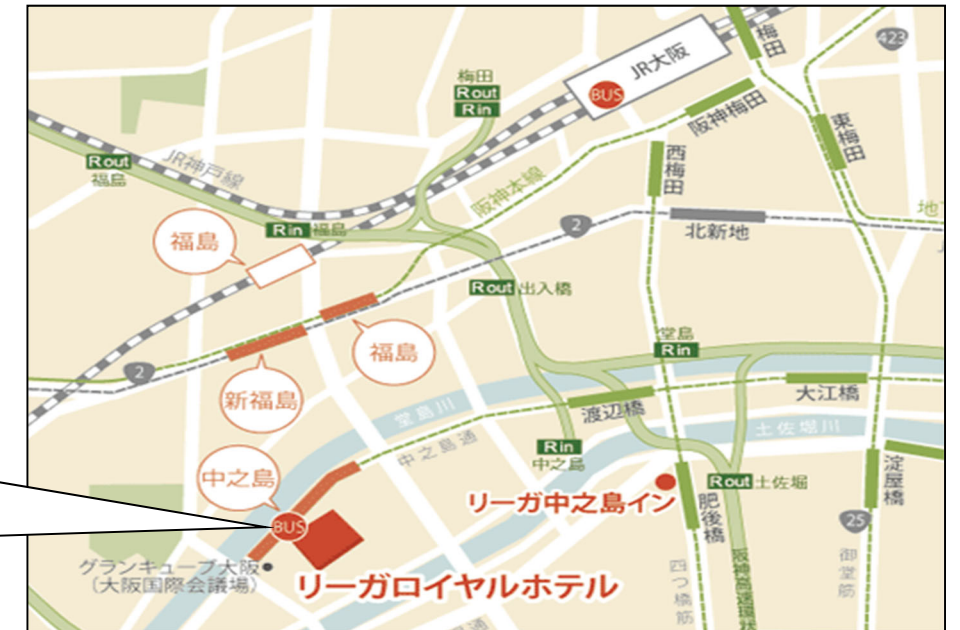 梅田
423
JR大阪
BUS
梅田
Rout
Rin
阪神梅田
東梅田
西梅田
Rout
福島
JR神戸線
阪神本線
Rin 福島
福島
2
北新地
地下
Rout 出入橋
堂島
Rin
福島
2
新福島
大江橋
渡辺橋
堂島川
中之島通
土佐堀川
Rin
中之島
中之島
リーガ中之島イン
Rout 土佐堀
肥後橋
淀屋橋
25
BUS
グランキューブ大阪
(大阪国際会議場)
リーガロイヤルホテル
四つ橋筋
阪神高速環状
御堂筋
通